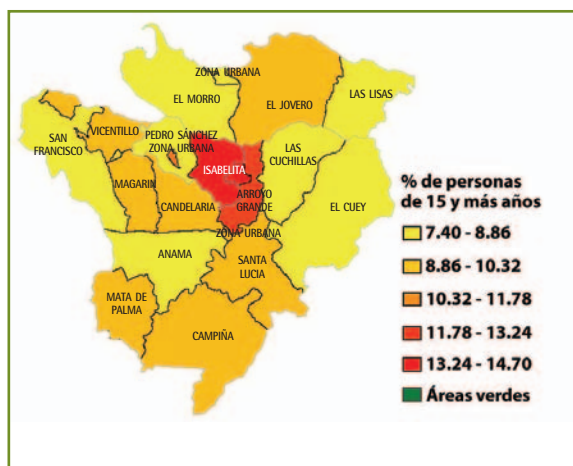 ZONA URBANA
EL MORRO
EL JOVERO
LAS LISAS
SAN
FRANCISCO
VICENTILLO
PEDRO SÁNCHEZ
ZONA URBANA
ISABELITA
LAS
CUCHILLAS
MAGARIN
CANDELARIA
ARROYO
GRANDE
EL CUEY
ZONA URBANA
ANAMA
SANTA
LUCIA
MATA DE
PALMA
CAMPIÑA
% de personas
de 15 y más años
7.40 - 8.86
8.86 - 10.32
10.32 - 11.78
11.78 - 13.24
13.24 - 14.70
Áreas verdes